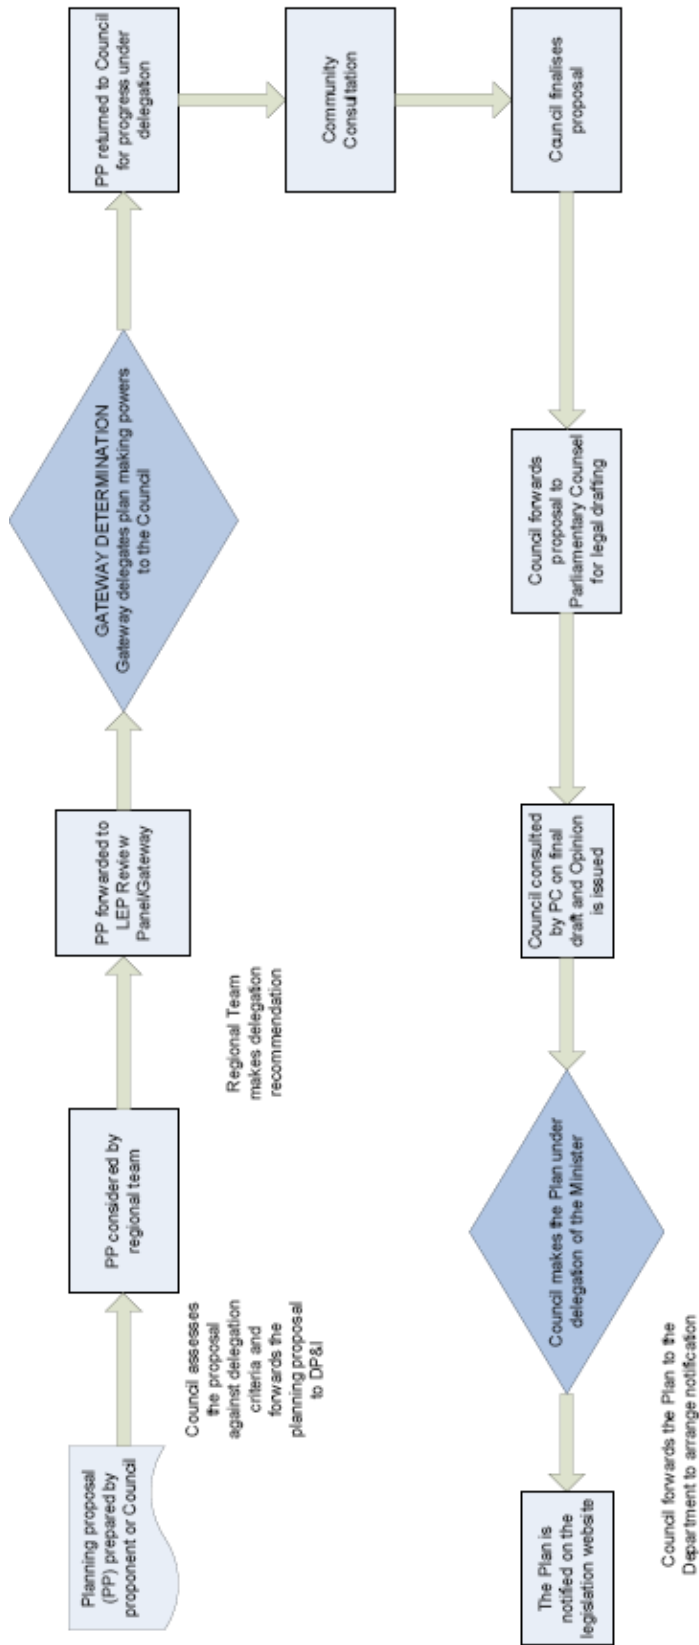 Planning proposal
(PP) prepared by
proponent or Council
Council assesses
the proposal
against delegation
criteria and
forwards the
planning proposal
to DP&I
PP considered by
regional team
Regional Team
makes delegation
recommendation
PP forwarded to
LEP Review
Panel/Gateway
GATEWAY DETERMINATION
Gateway delegates plan making powers
to the Council
PP returned to Council
for progress under
delegation
Community
Consultation
Council finalises
proposal
Council forwards
proposal to
Parliamentary Counsel
for legal drafting
Council consulted
by PC on final
draft and Opinion
is issued
Council makes the Plan under
delegation of the Minister
Council forwards the Plan to the
Department to arrange notification
The Plan is
notified on the
legislation website